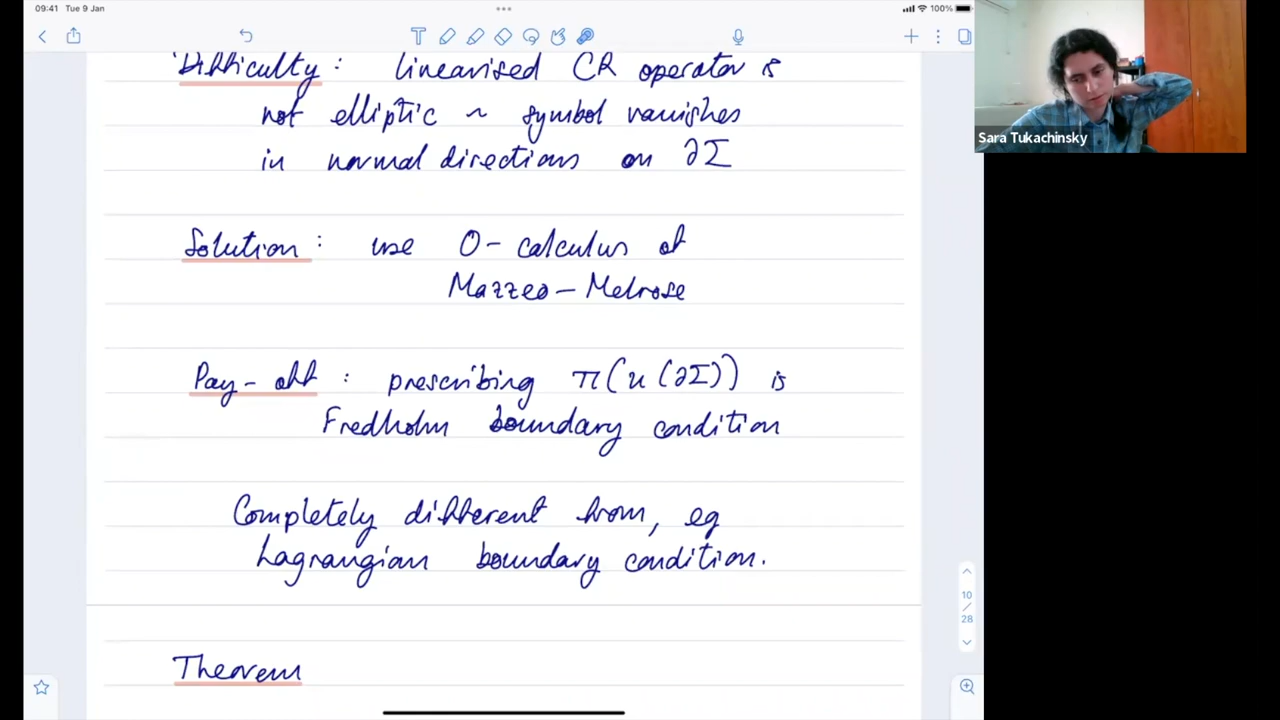 09:41 Tue 9 Jan
100%
Difficulty : linearised CR operator is
not elliptic ~ symbol vanishes
in normal directions on ∂Σ
Solution : use 0-calculus of
Mazzeo - Melrose
Pay-off : prescribing π(u(∂Σ)) is
Fredholm boundary condition
Completely different from, eg
Lagrangian boundary condition.
Theorem
10
/
28
Sara Tukachinsky